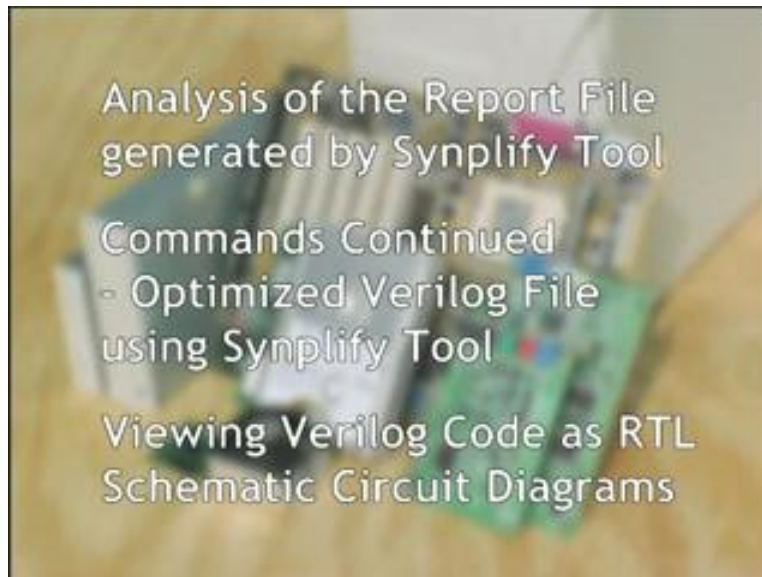 Analysis of the Report File
generated by Synplify Tool
Commands Continued
- Optimized Verilog File
using Synplify Tool
Viewing Verilog Code as RTL
Schematic Circuit Diagrams